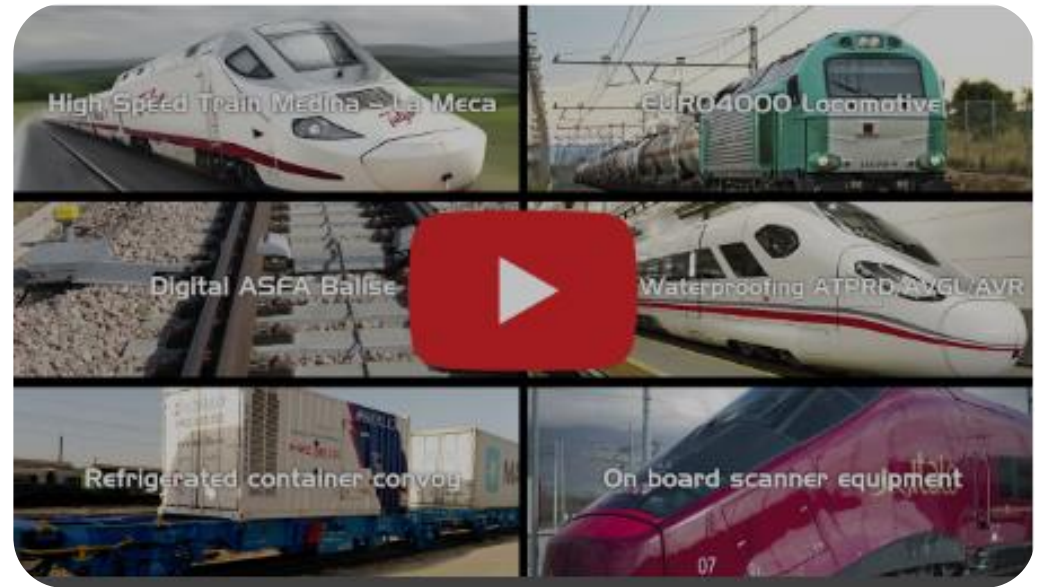 High Speed Train Medina - La Meca
EURO4000 Locomotive
Digital ASFA Balise
Waterproofing ATPRD/AVGL/AVR
Refrigerated container convoy
On board scanner equipment
italo
07